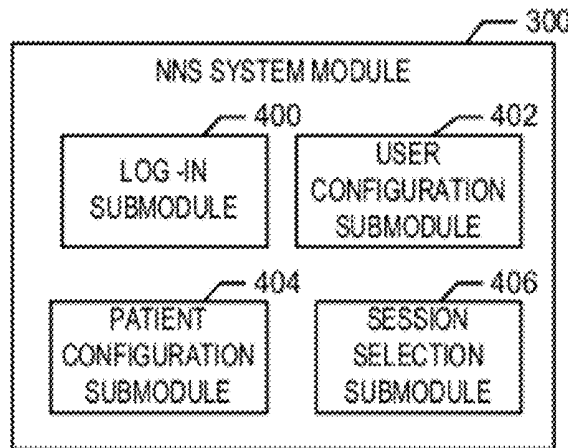 300
NNS SYSTEM MODULE
400
LOG-IN
SUBMODULE
402
USER
CONFIGURATION
SUBMODULE
404
PATIENT
CONFIGURATION
SUBMODULE
406
SESSION
SELECTION
SUBMODULE